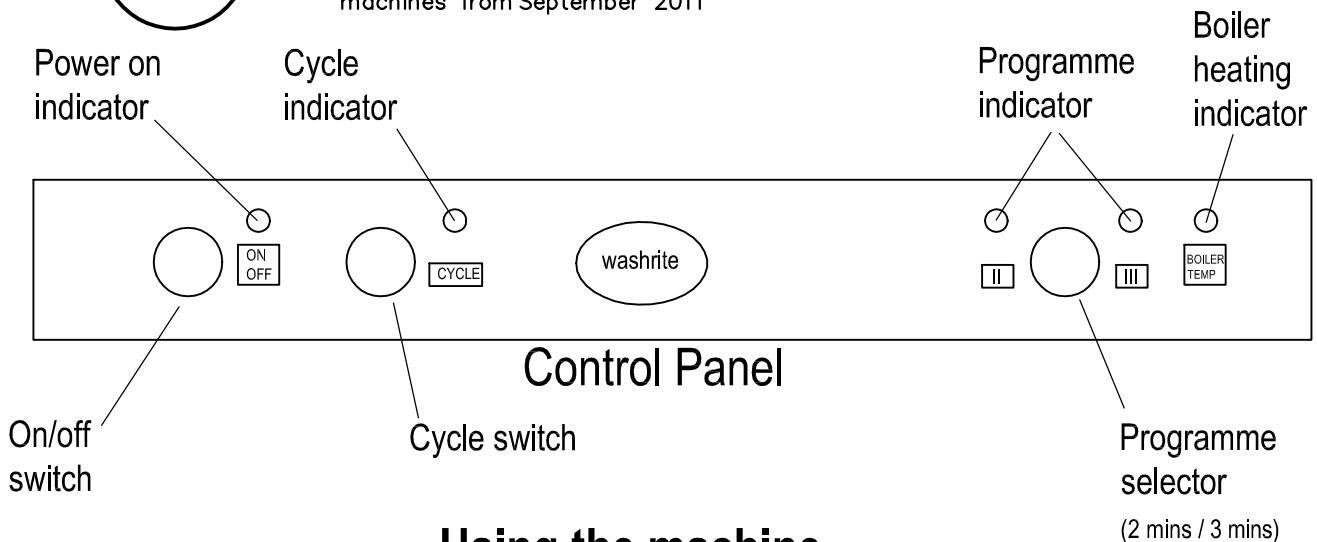 machines from September 2011
Power on
indicator
Cycle
indicator
Programme
indicator
Boiler
heating
indicator
ON
OFF
CYCLE
washrite
II
III
BOILER
TEMP
Control Panel
On/off
switch
Cycle switch
Programme
selector
(2 mins / 3 mins)
Using the machine